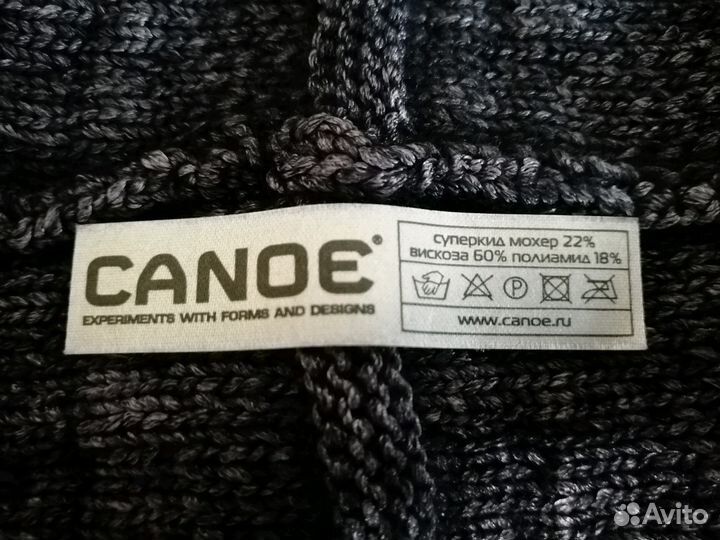 CANOE®
EXPERIMENTS WITH FORMS AND DESIGNS
суперкид мохер 22%
вискоза 60% полиамид 18%
P
www.canoe.ru
Avito